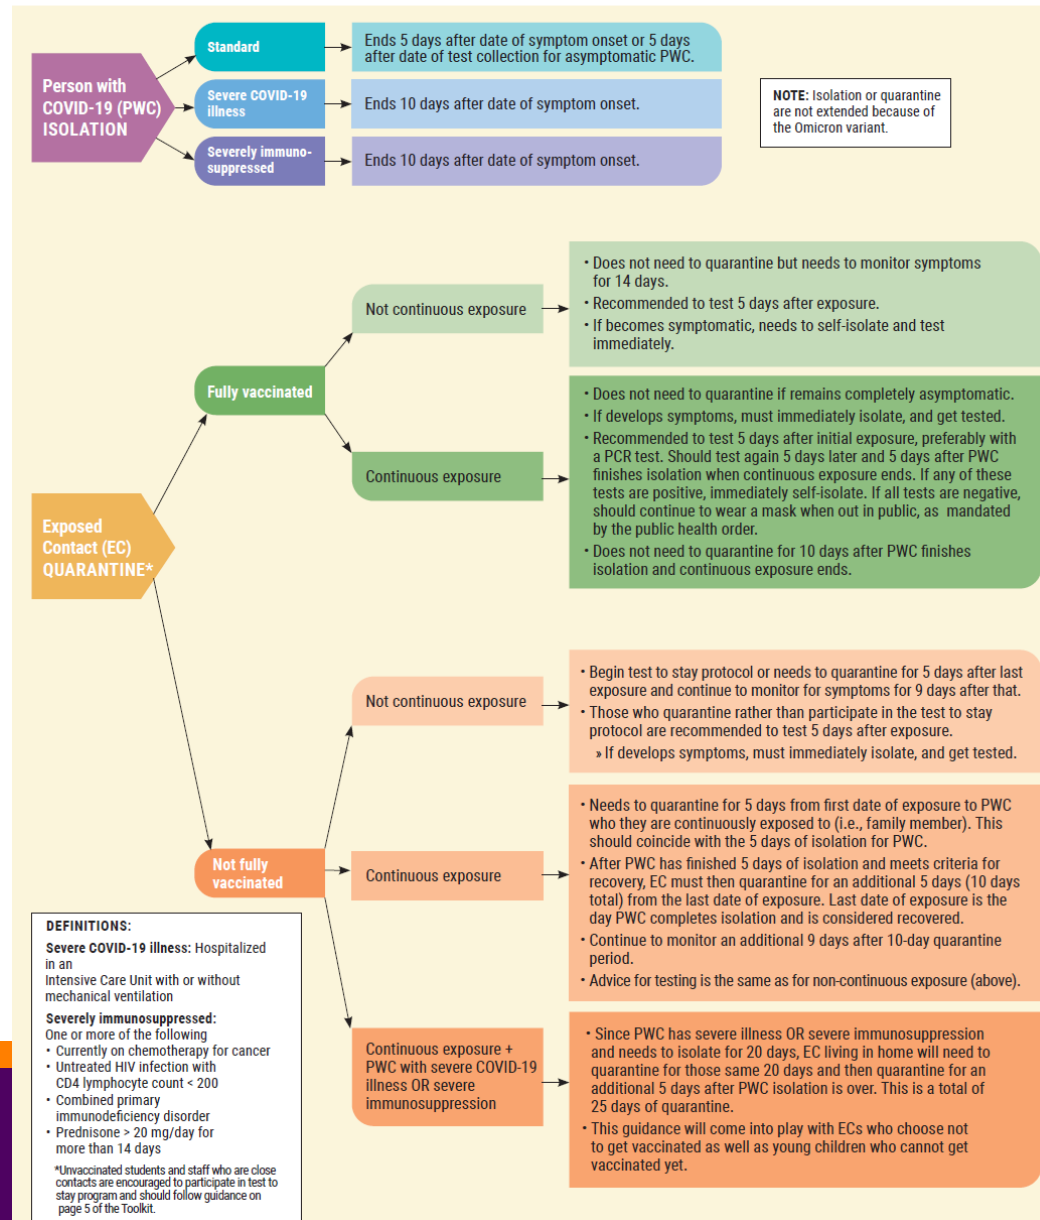 Person with
COVID-19 (PWC)
ISOLATION
Standard
Ends 5 days after date of symptom onset or 5 days
after date of test collection for asymptomatic PWC.
Severe COVID-19
illness
Ends 10 days after date of symptom onset.
Severely immuno-
suppressed
Ends 10 days after date of symptom onset.
NOTE: Isolation or quarantine
are not extended because of
the Omicron variant.
Exposed
Contact (EC)
QUARANTINE*
Fully vaccinated
Not continuous exposure
• Does not need to quarantine but needs to monitor symptoms
for 14 days.
• Recommended to test 5 days after exposure.
• If becomes symptomatic, needs to self-isolate and test
immediately.
Continuous exposure
• Does not need to quarantine if remains completely asymptomatic.
• If develops symptoms, must immediately isolate, and get tested.
• Recommended to test 5 days after initial exposure, preferably with
a PCR test. Should test again 5 days later and 5 days after PWC
finishes isolation when continuous exposure ends. If any of these
tests are positive, immediately self-isolate. If all tests are negative,
should continue to wear a mask when out in public, as mandated
by the public health order.
• Does not need to quarantine for 10 days after PWC finishes
isolation and continuous exposure ends.
Not fully
vaccinated
Not continuous exposure
• Begin test to stay protocol or needs to quarantine for 5 days after last
exposure and continue to monitor for symptoms for 9 days after that.
• Those who quarantine rather than participate in the test to stay
protocol are recommended to test 5 days after exposure.
» If develops symptoms, must immediately isolate, and get tested.
Continuous exposure
• Needs to quarantine for 5 days from first date of exposure to PWC
who they are continuously exposed to (i.e., family member). This
should coincide with the 5 days of isolation for PWC.
• After PWC has finished 5 days of isolation and meets criteria for
recovery, EC must then quarantine for an additional 5 days (10 days
total) from the last date of exposure. Last date of exposure is the
day PWC completes isolation and is considered recovered.
• Continue to monitor an additional 9 days after 10-day quarantine
period.
• Advice for testing is the same as for non-continuous exposure (above).
Continuous exposure +
PWC with severe COVID-19
illness OR severe
immunosuppression
• Since PWC has severe illness OR severe immunosuppression
and needs to isolate for 20 days, EC living in home will need to
quarantine for those same 20 days and then quarantine for an
additional 5 days after PWC isolation is over. This is a total of
25 days of quarantine.
• This guidance will come into play with ECs who choose not
to get vaccinated as well as young children who cannot get
vaccinated yet.
DEFINITIONS:
Severe COVID-19 illness: Hospitalized
in an
Intensive Care Unit with or without
mechanical ventilation
Severely immunosuppressed:
One or more of the following
• Currently on chemotherapy for cancer
• Untreated HIV infection with
CD4 lymphocyte count < 200
• Combined primary
immunodeficiency disorder
• Prednisone > 20 mg/day for
more than 14 days
*Unvaccinated students and staff who are close
contacts are encouraged to participate in test to
stay program and should follow guidance on
page 5 of the Toolkit.